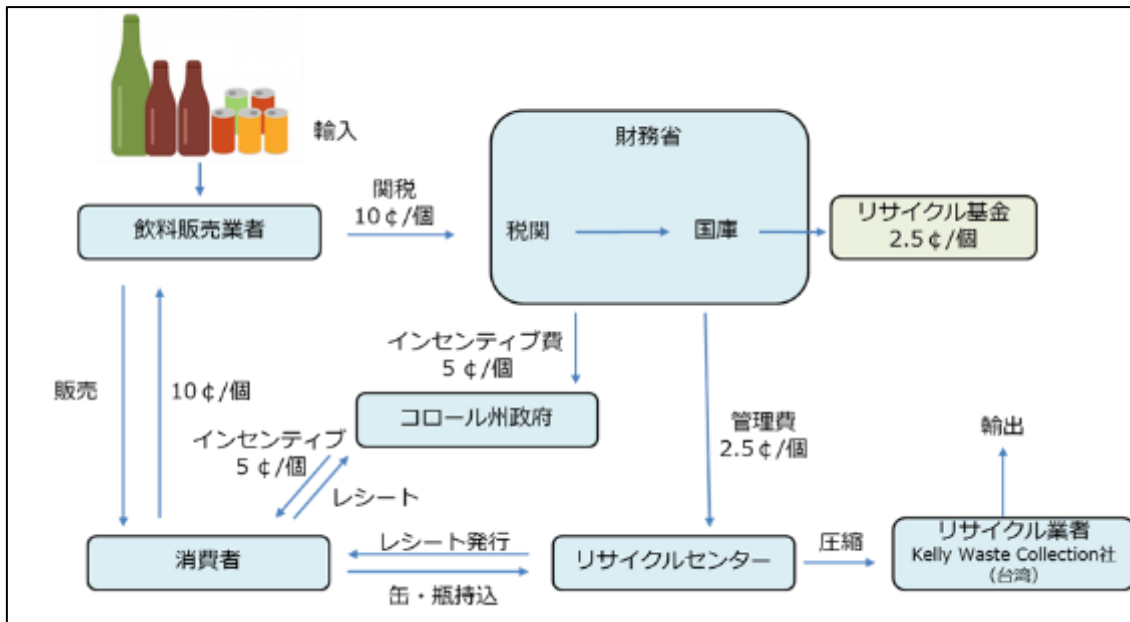 輸入
財務省
飲料販売業者
関税
10¢/個
税関
国庫
リサイクル基金
2.5¢/個
インセンティブ費
5 ¢/個
販売
10¢/個
コロール州政府
管理費
2.5¢/個
輸出
インセンティブ
5 ¢/個
レシート
消費者
レシート発行
缶・瓶持込
リサイクルセンター
圧縮
リサイクル業者
Kelly Waste Collection社
（台湾）